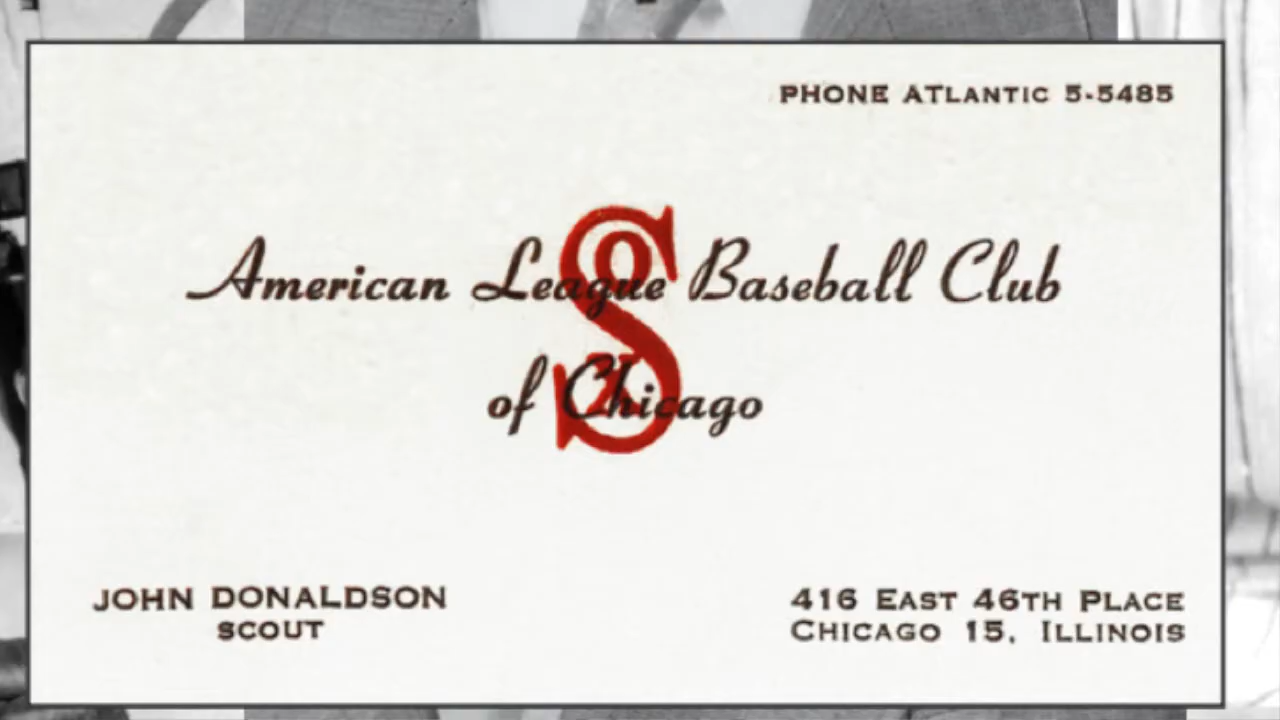 PHONE ATLANTIC 5-5485
American League Baseball Club
of Chicago
SOX
JOHN DONALDSON
SCOUT
416 EAST 46TH PLACE
CHICAGO 15, ILLINOIS